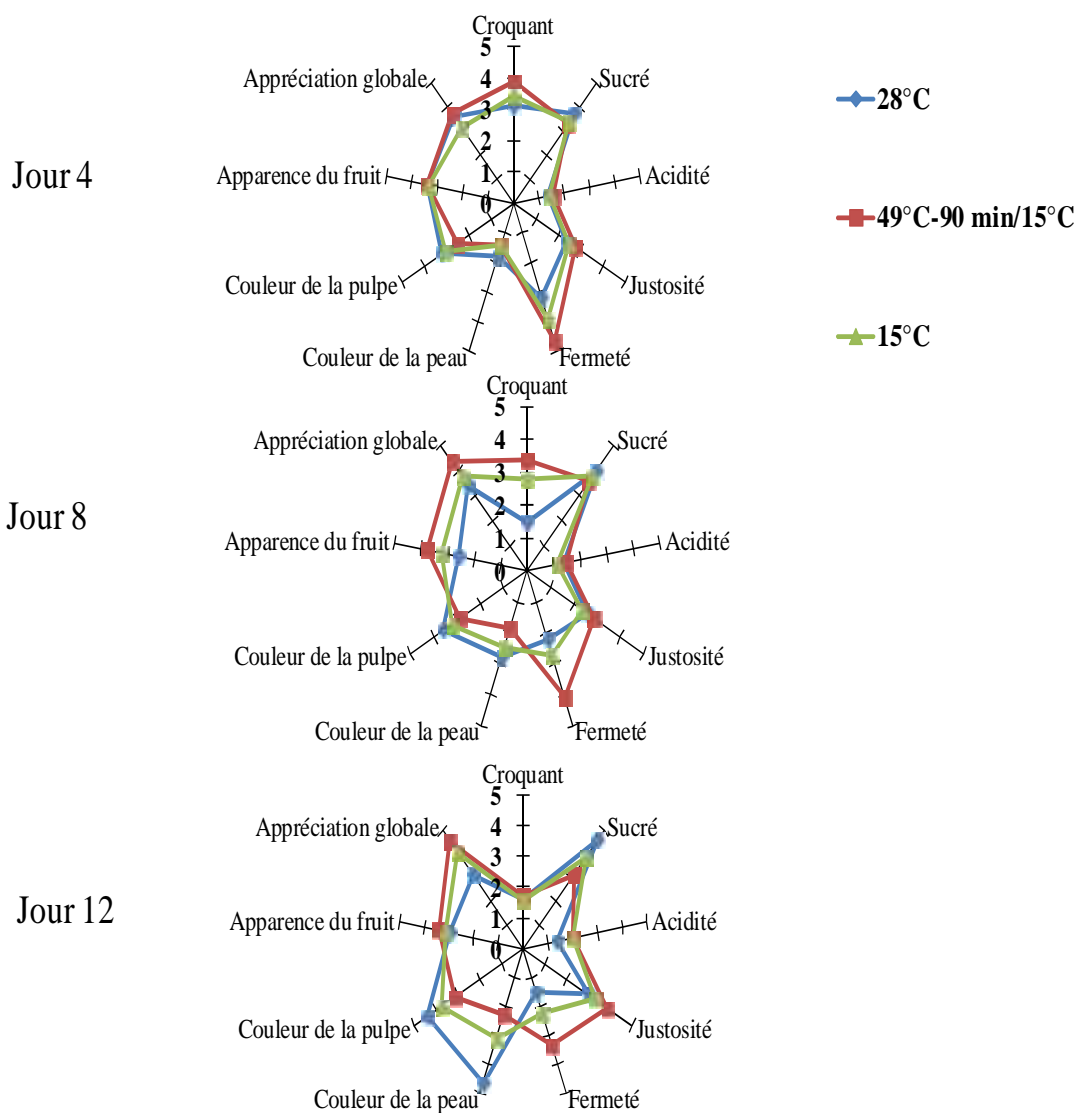 Jour 4
Croquant
5
4
3
2
1
0
Sucré
Acidité
Justosité
Fermeté
Couleur de la peau
Couleur de la pulpe
Apparence du fruit
Appréciation globale
28°C
49°C-90 min/15°C
15°C
Jour 8
Croquant
5
4
3
2
1
0
Sucré
Acidité
Justosité
Fermeté
Couleur de la peau
Couleur de la pulpe
Apparence du fruit
Appréciation globale
Jour 12
Croquant
5
4
3
2
1
0
Sucré
Acidité
Justosité
Fermeté
Couleur de la peau
Couleur de la pulpe
Apparence du fruit
Appréciation globale